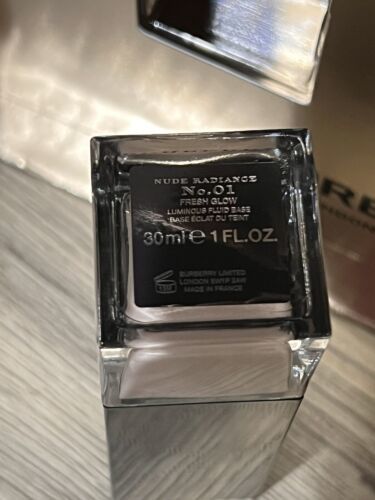 NUDE RADIANCE
No.01
FRESH GLOW
LUMINOUS FLUID BASE
BASE ÉCLAT DU TEINT
30ml ℮ 1 FL.OZ.
BURBERRY LIMITED
LONDON SW1P 2AW
MADE IN FRANCE